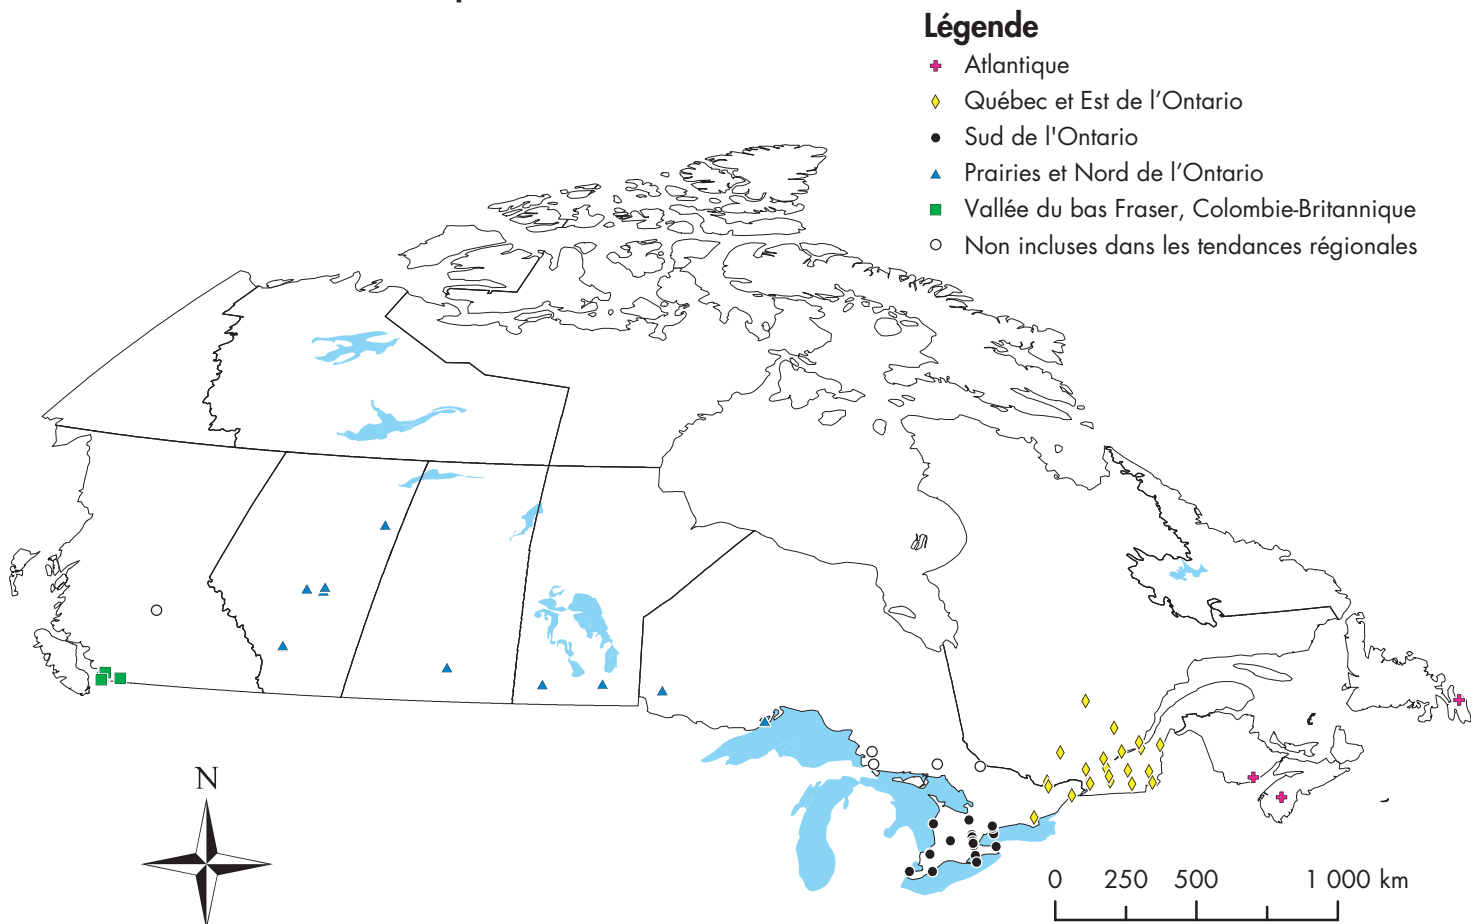 Légende
Atlantique
Québec et Est de l’Ontario
Sud de l'Ontario
Prairies et Nord de l’Ontario
Vallée du bas Fraser, Colombie-Britannique
Non incluses dans les tendances régionales
N
0 250 500 1 000 km